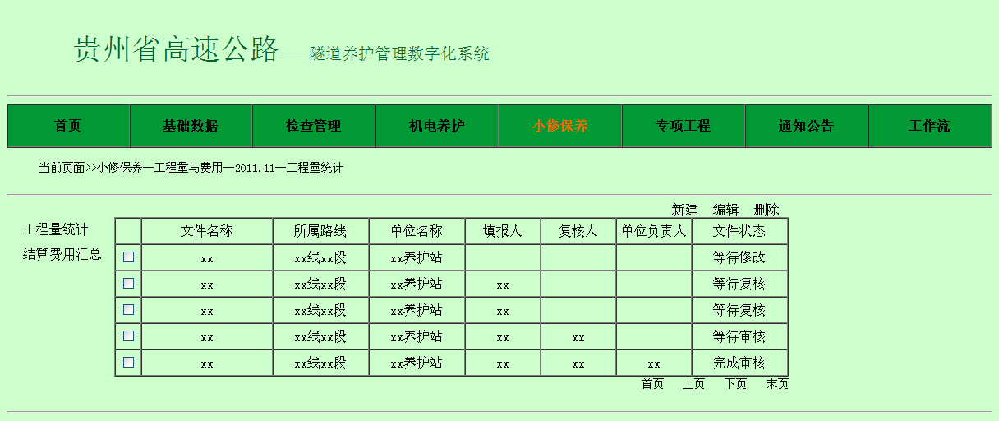 贵州省高速公路——隧道养护管理数字化系统
首页 基础数据 检查管理 机电养护 小修保养 专项工程 通知公告 工作流
当前页面>>小修保养—工程量与费用—2011.11—工程量统计
新建 编辑 删除
工程量统计
结算费用汇总
文件名称 所属路线 单位名称 填报人 复核人 单位负责人 文件状态
xx xx线xx段 xx养护站 等待修改
xx xx线xx段 xx养护站 xx 等待复核
xx xx线xx段 xx养护站 xx 等待复核
xx xx线xx段 xx养护站 xx xx 等待审核
xx xx线xx段 xx养护站 xx xx xx 完成审核
首页 上页 下页 末页